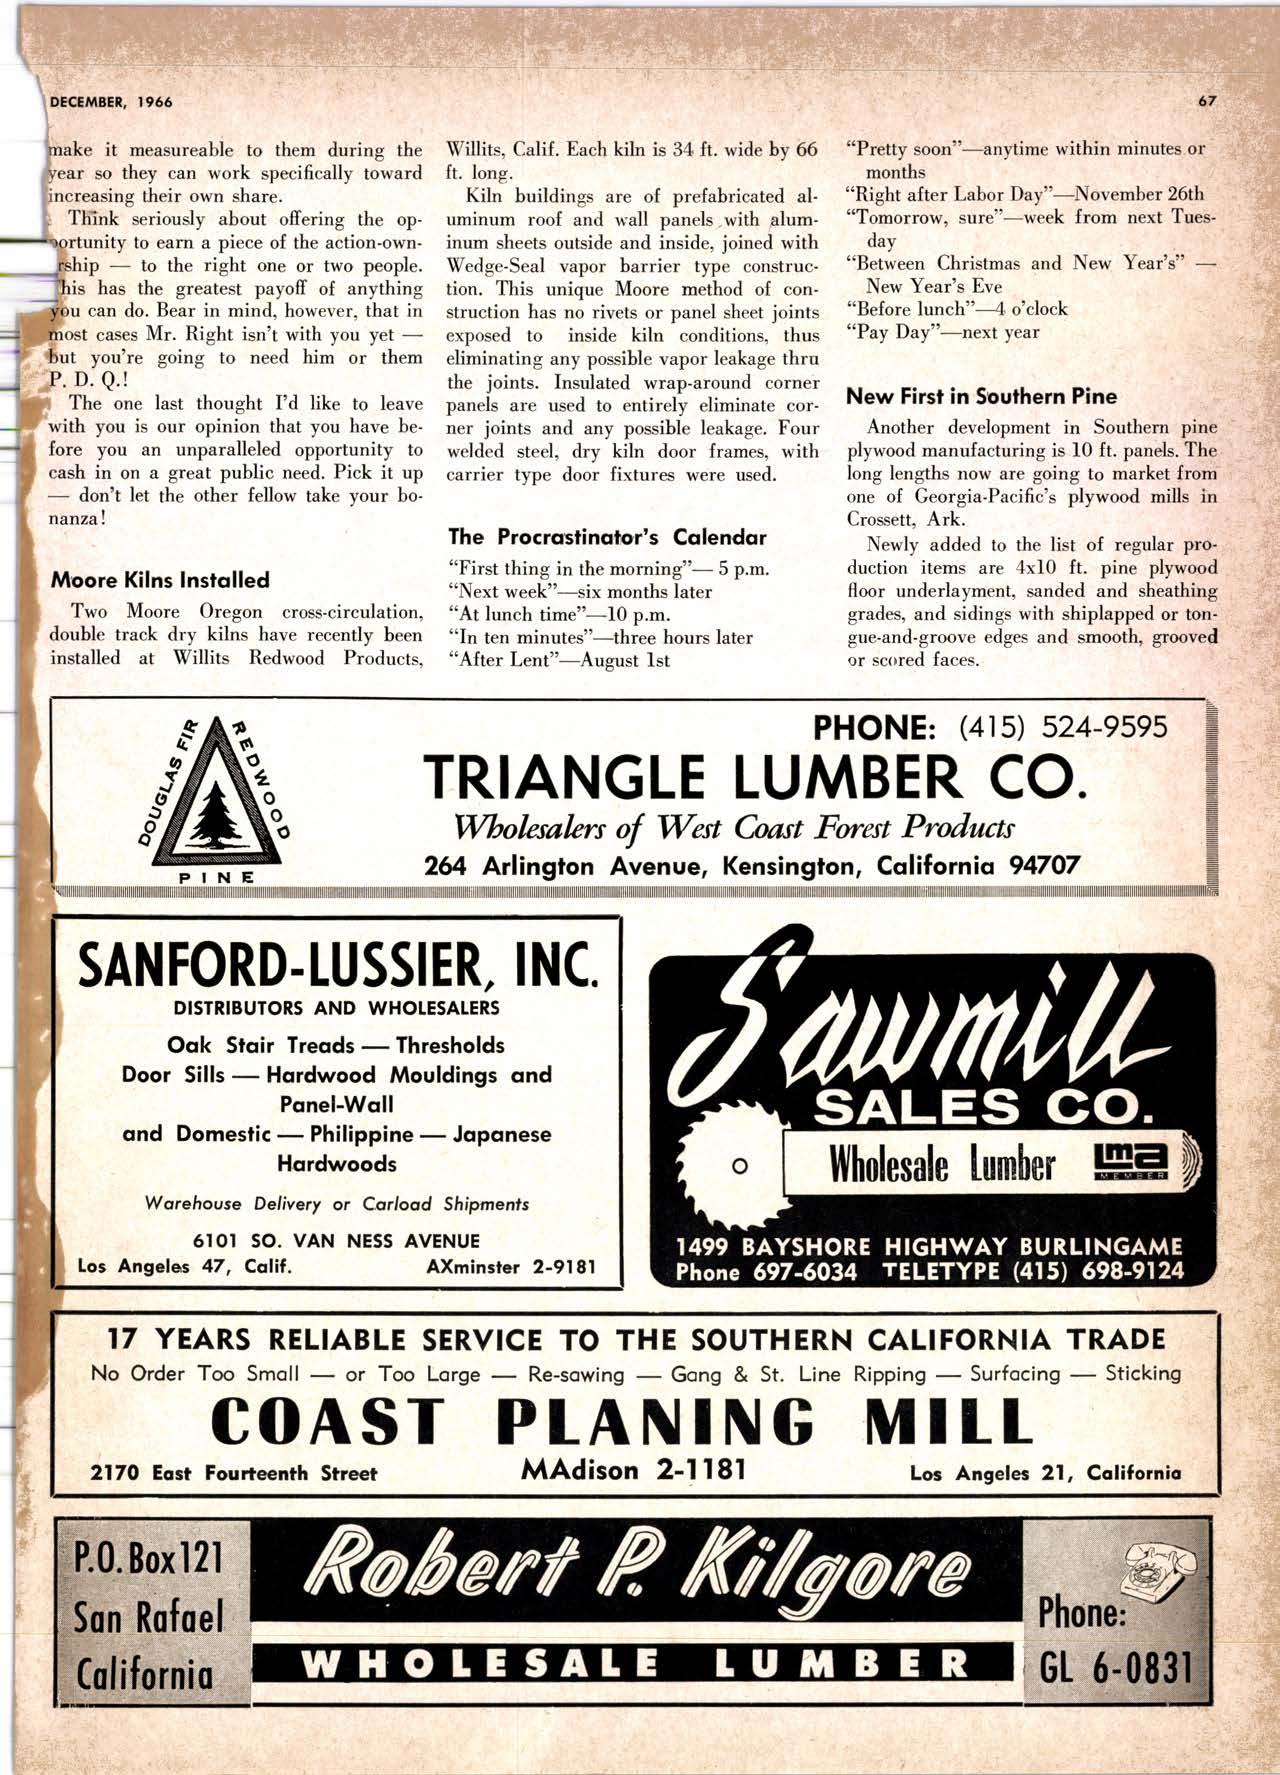 DECEMBER, 1966
67
make it measureable to them during the
year so they can work specifically toward
increasing their own share.
Think seriously about offering the op-
portunity to earn a piece of the action-own-
rship — to the right one or two people.
his has the greatest payoff of anything
you can do. Bear in mind, however, that in
most cases Mr. Right isn't with you yet —
but you're going to need him or them
P. D. Q.!
The one last thought I'd like to leave
with you is our opinion that you have be-
fore you an unparalleled opportunity to
cash in on a great public need. Pick it up
— don't let the other fellow take your bo-
nanza!
Moore Kilns Installed
Two Moore Oregon cross-circulation,
double track dry kilns have recently been
installed at Willits Redwood Products,
Willits, Calif. Each kiln is 34 ft. wide by 66
ft. long.
Kiln buildings are of prefabricated al-
uminum roof and wall panels with alum-
inum sheets outside and inside, joined with
Wedge-Seal vapor barrier type construc-
tion. This unique Moore method of con-
struction has no rivets or panel sheet joints
exposed to inside kiln conditions, thus
eliminating any possible vapor leakage thru
the joints. Insulated wrap-around corner
panels are used to entirely eliminate cor-
ner joints and any possible leakage. Four
welded steel, dry kiln door frames, with
carrier type door fixtures were used.
The Procrastinator's Calendar
"First thing in the morning"— 5 p.m.
"Next week"—six months later
"At lunch time"—10 p.m.
"In ten minutes"—three hours later
"After Lent"—August 1st
"Pretty soon"—anytime within minutes or
months
"Right after Labor Day"—November 26th
"Tomorrow, sure"—week from next Tues-
day
"Between Christmas and New Year's" —
New Year's Eve
"Before lunch"—4 o'clock
"Pay Day"—next year
New First in Southern Pine
Another development in Southern pine
plywood manufacturing is 10 ft. panels. The
long lengths now are going to market from
one of Georgia-Pacific's plywood mills in
Crossett, Ark.
Newly added to the list of regular pro-
duction items are 4x10 ft. pine plywood
floor underlayment, sanded and sheathing
grades, and sidings with shiplapped or ton-
gue-and-groove edges and smooth, grooved
or scored faces.
DOUGLAS FIR
REDWOOD
PINE
PHONE: (415) 524-9595
TRIANGLE LUMBER CO.
Wholesalers of West Coast Forest Products
264 Arlington Avenue, Kensington, California 94707
SANFORD-LUSSIER, INC.
DISTRIBUTORS AND WHOLESALERS
Oak Stair Treads — Thresholds
Door Sills — Hardwood Mouldings and
Panel-Wall
and Domestic — Philippine — Japanese
Hardwoods
Warehouse Delivery or Carload Shipments
6101 SO. VAN NESS AVENUE
Los Angeles 47, Calif. AXminster 2-9181
Sawmill
SALES CO.
Wholesale Lumber
lma
MEMBER
1499 BAYSHORE HIGHWAY BURLINGAME
Phone 697-6034 TELETYPE (415) 698-9124
17 YEARS RELIABLE SERVICE TO THE SOUTHERN CALIFORNIA TRADE
No Order Too Small — or Too Large — Re-sawing — Gang & St. Line Ripping — Surfacing — Sticking
COAST PLANING MILL
2170 East Fourteenth Street MAdison 2-1181 Los Angeles 21, California
P.O. Box 121
San Rafael
California
Robert P. Kilgore
WHOLESALE LUMBER
Phone:
GL 6-0831